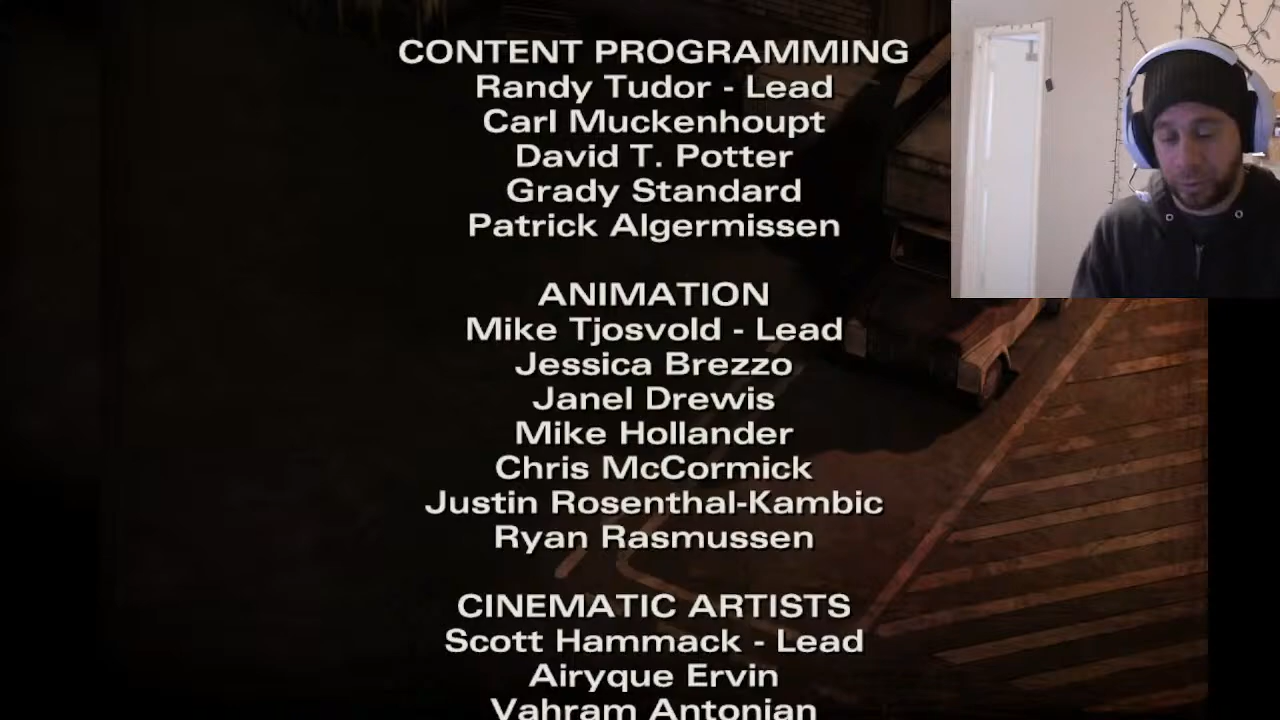 CONTENT PROGRAMMING
Randy Tudor - Lead
Carl Muckenhoupt
David T. Potter
Grady Standard
Patrick Algermissen
ANIMATION
Mike Tjosvold - Lead
Jessica Brezzo
Janel Drewis
Mike Hollander
Chris McCormick
Justin Rosenthal-Kambic
Ryan Rasmussen
CINEMATIC ARTISTS
Scott Hammack - Lead
Airyque Ervin
Vahram Antonian